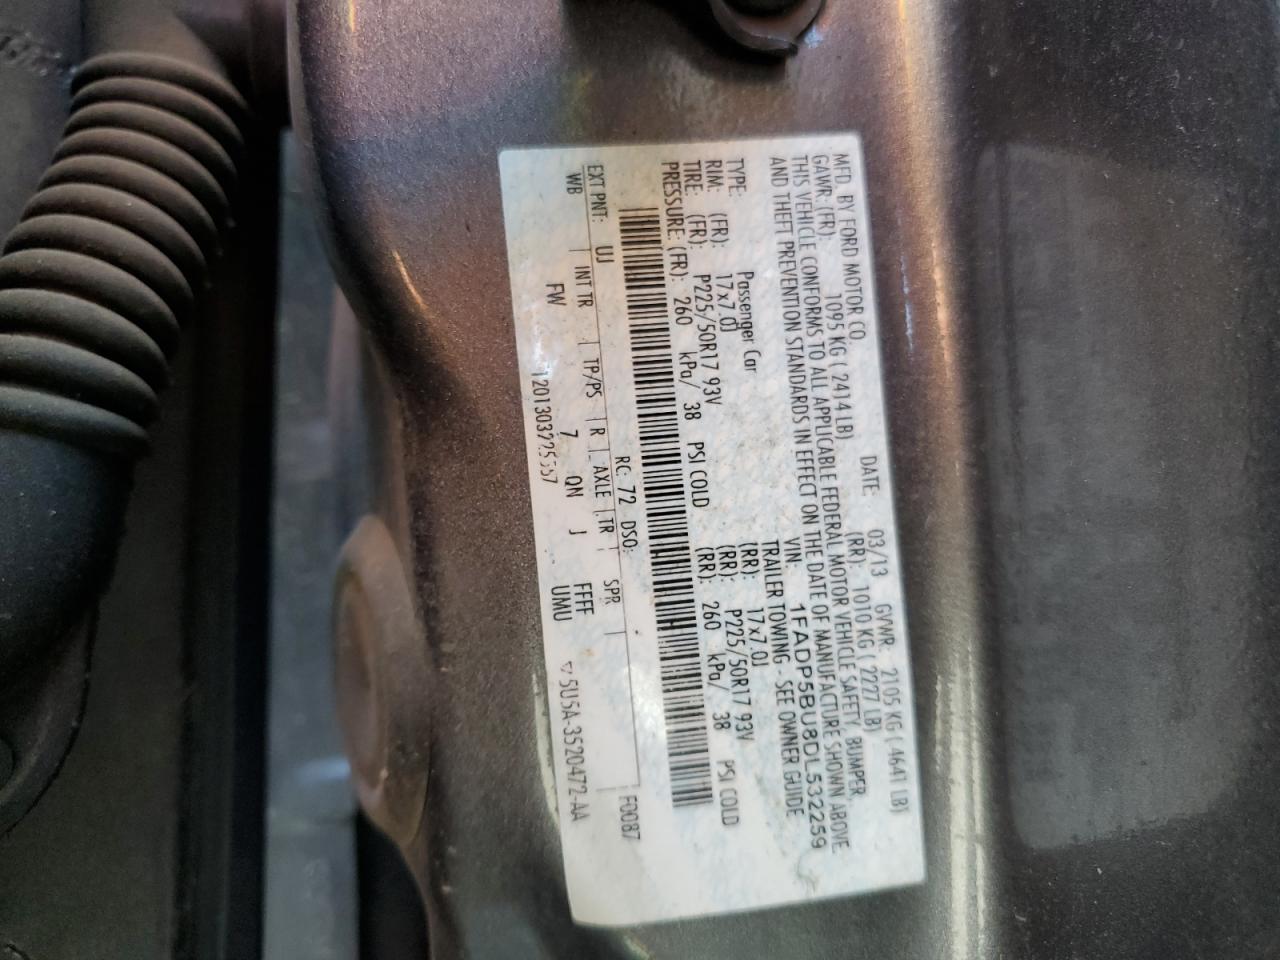 MFD. BY FORD MOTOR CO.
DATE: 03/13 GVWR: 2105 KG ( 4641 LB)
GAWR: (FR): 1095 KG ( 2414 LB) (RR): 1010 KG ( 2227 LB)
THIS VEHICLE CONFORMS TO ALL APPLICABLE FEDERAL MOTOR VEHICLE SAFETY, BUMPER,
AND THEFT PREVENTION STANDARDS IN EFFECT ON THE DATE OF MANUFACTURE SHOWN ABOVE.
VIN: 1FADP5BU8DL532259
TYPE: Passenger Car TRAILER TOWING - SEE OWNER GUIDE
RIM: (FR): 17x7.0J (RR): 17x7.0J
TIRE: (FR): P225/50R17 93V (RR): P225/50R17 93V
PRESSURE: (FR): 260 kPa/ 38 PSI COLD (RR): 260 kPa/ 38 PSI COLD
F0087
EXT PNT: UJ RC: 72 DSO:
WB INT TR TP/PS R AXLE TR SPR
FW 7 QN J FFFF
UMU
5U5A-3520472-AA